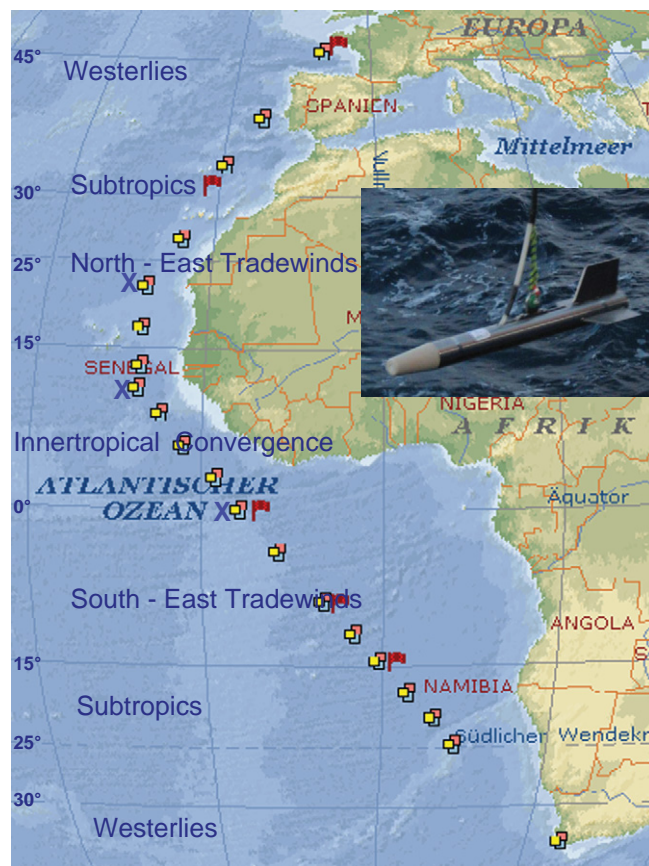 EUROPA
45°
Westerlies
SPANIEN
Mittelmeer
Subtropics
30°
25°
North - East Tradewinds
X
15°
SENEGAL
X
NIGERIA
A F R I K
Innertropical Convergence
ATLANTISCHER
OZEAN
X
0°
Äquator
South - East Tradewinds
ANGOLA
15°
NAMIBIA
Subtropics
Südlicher Wendekr
25°
30°
Westerlies